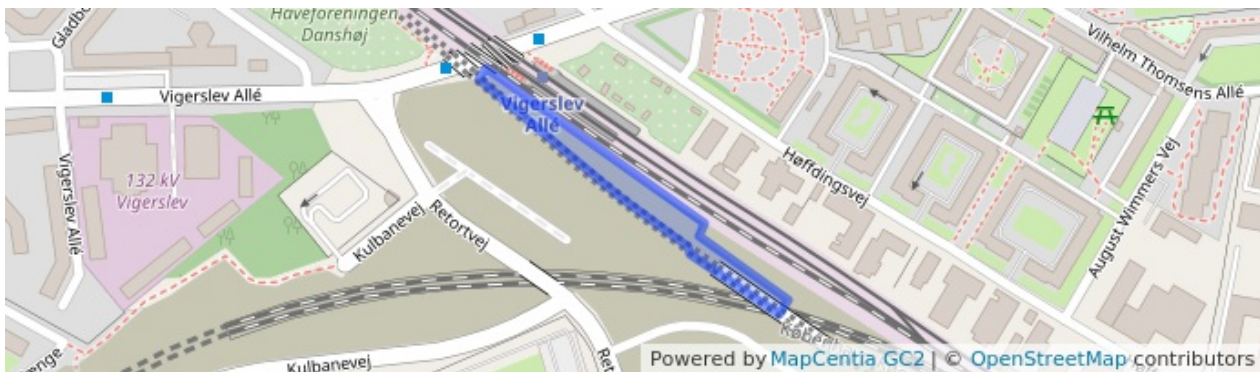 Haveforeningen
Danshøj
Vilhelm Thomsens Allé
Vigerslev Allé
Vigerslev
Allé
Høffdingsvej
Vigerslev Allé
132 kV
Vigerslev
August Wimmers Vej
Kulbanevej
Retortvej
Kulbanevej
Powered by MapCentia GC2 | © OpenStreetMap contributors